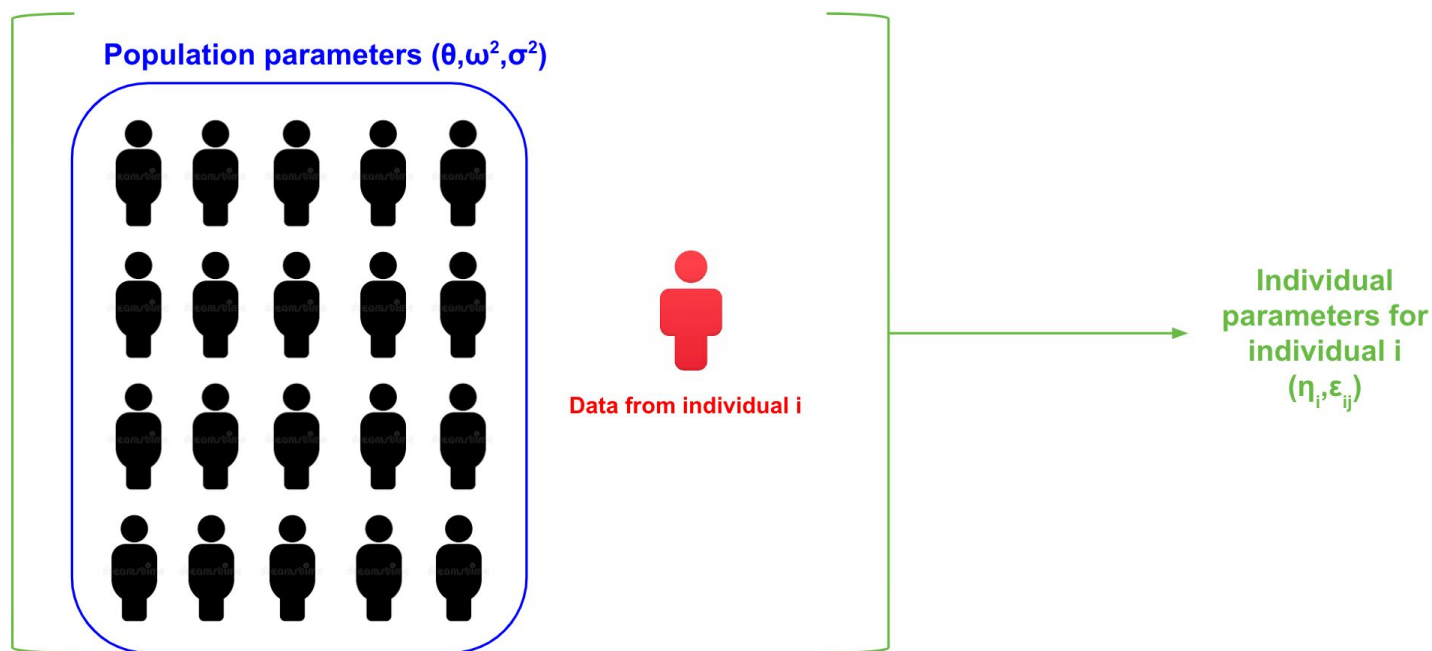 Population parameters (θ,ω²,σ²)
Data from individual i
Individual
parameters for
individual i
(ηᵢ,εᵢⱼ)